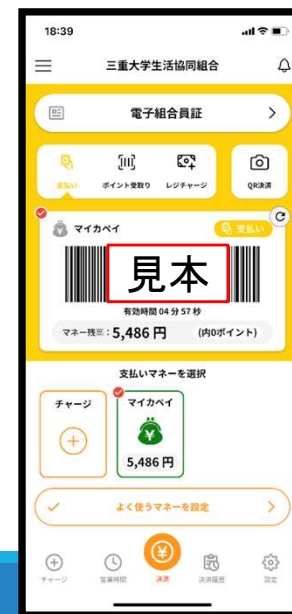 18:39
三重大学生活協同組合
電子組合員証
支払い
ポイント受取り
レジチャージ
QR決済
マイカペイ
支払い
見本
有効時間 04 分 57 秒
マネー残高：5,486 円 (内0ポイント)
支払いマネーを選択
チャージ
マイカペイ
5,486 円
よく使うマネーを設定
チャージ
営業時間
決済
決済履歴
設定